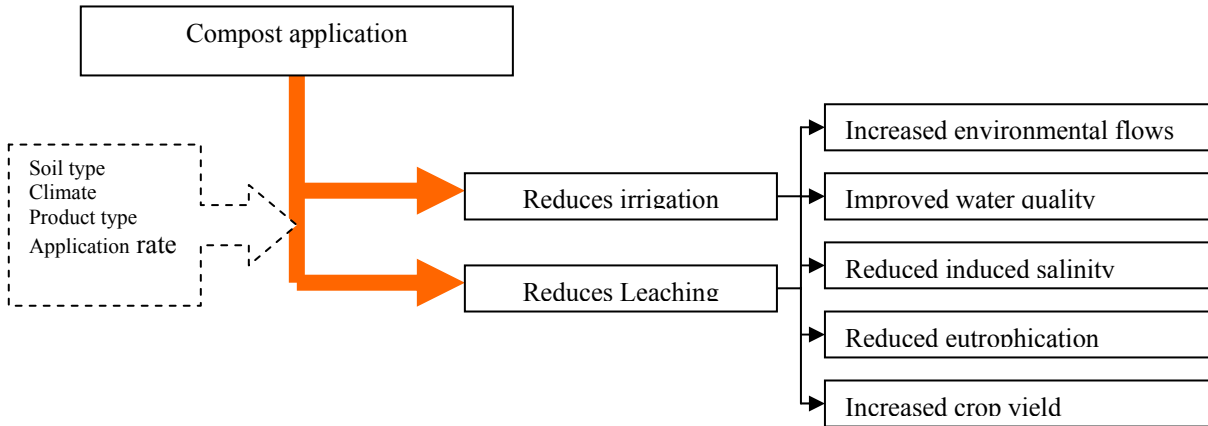 Compost application
Soil type
Climate
Product type
Application rate
Reduces irrigation
Reduces Leaching
Increased environmental flows
Improved water quality
Reduced induced salinity
Reduced eutrophication
Increased crop yield